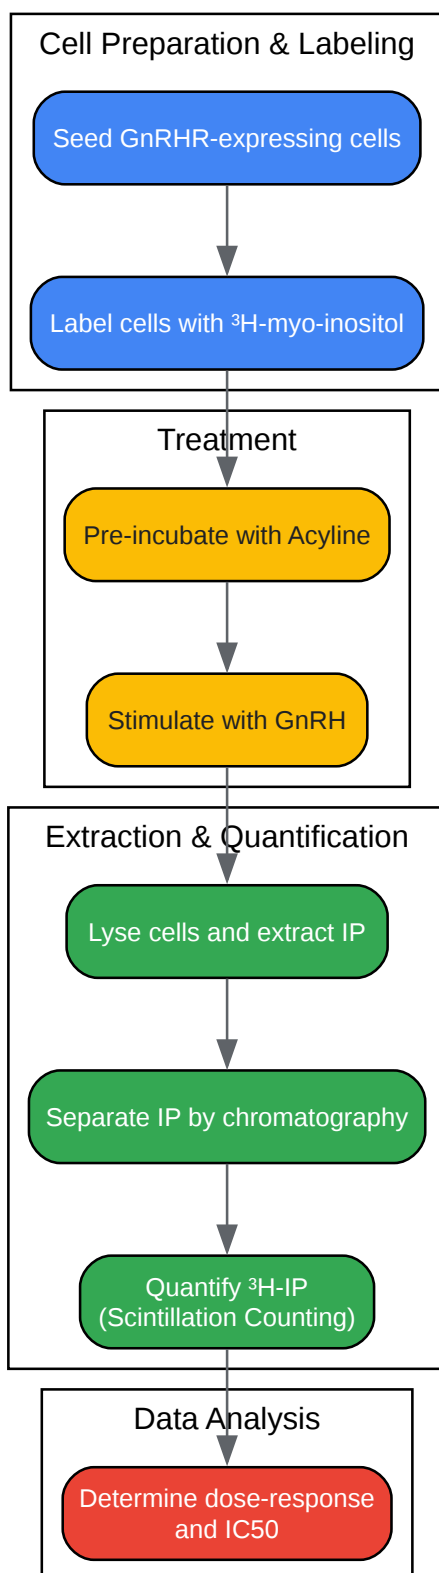 Cell Preparation & Labeling
Seed GnRHR-expressing cells
Label cells with ³H-myo-inositol
Treatment
Pre-incubate with Acyline
Stimulate with GnRH
Extraction & Quantification
Lyse cells and extract IP
Separate IP by chromatography
Quantify ³H-IP
(Scintillation Counting)
Data Analysis
Determine dose-response
and IC50